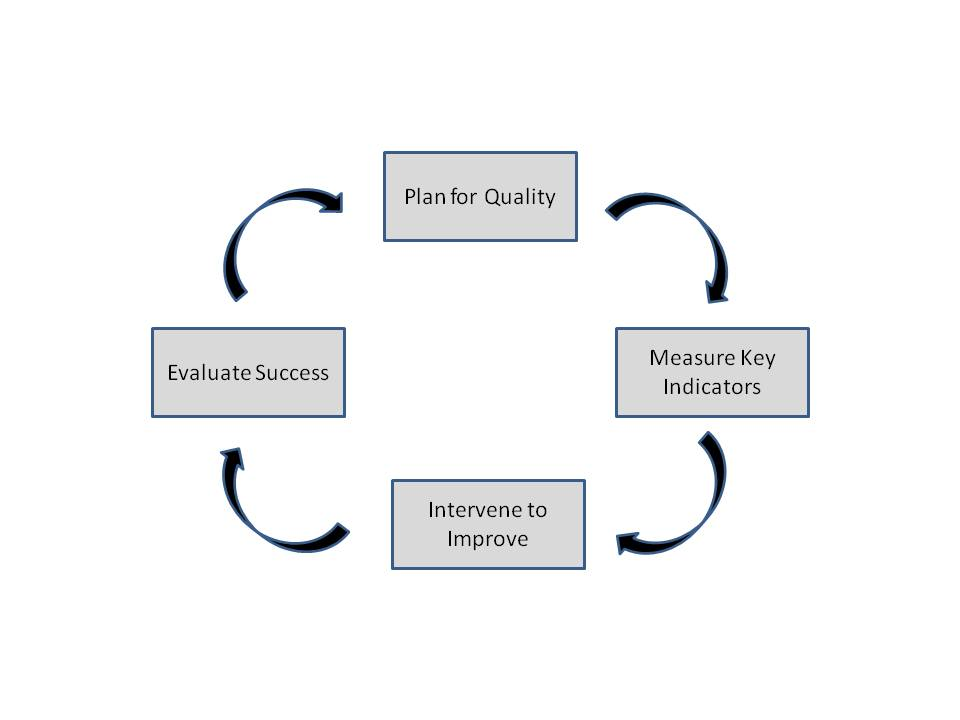 Plan for Quality
Measure Key
Indicators
Intervene to
Improve
Evaluate Success